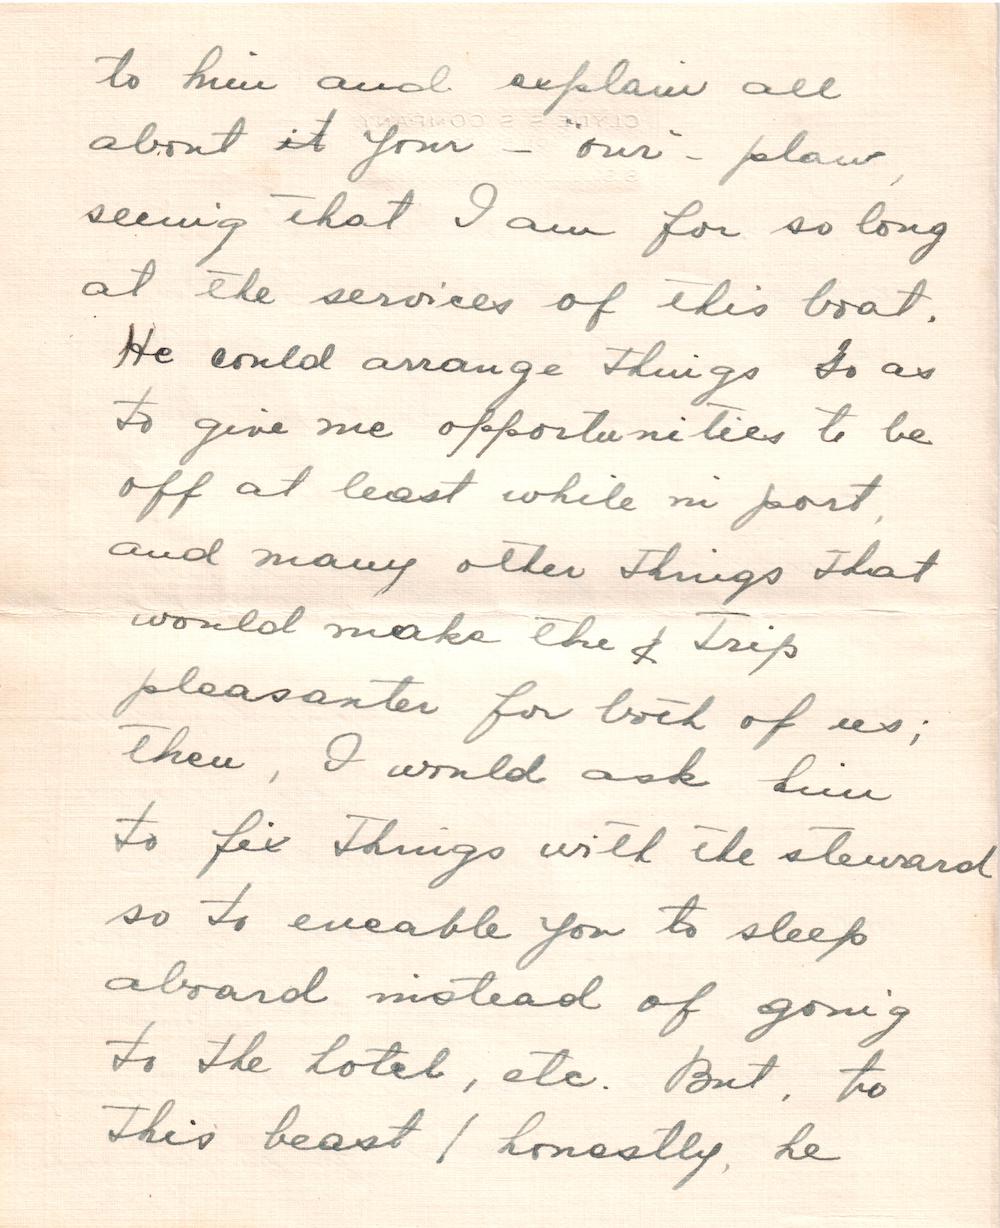 to him and explain all
about it your - "our" - plan,
seeing that I am for so long
at the services of this boat.
He could arrange things so as
to give me opportunities to be
off at least while in port,
and many other things that
would make the & trip
pleasanter for both of us;
then, I would ask him
to fix things with the steward
so to eneable you to sleep
aboard instead of going
to the hotel, etc. But, to
this beast! honestly, he
CLYDE S S COMPANY